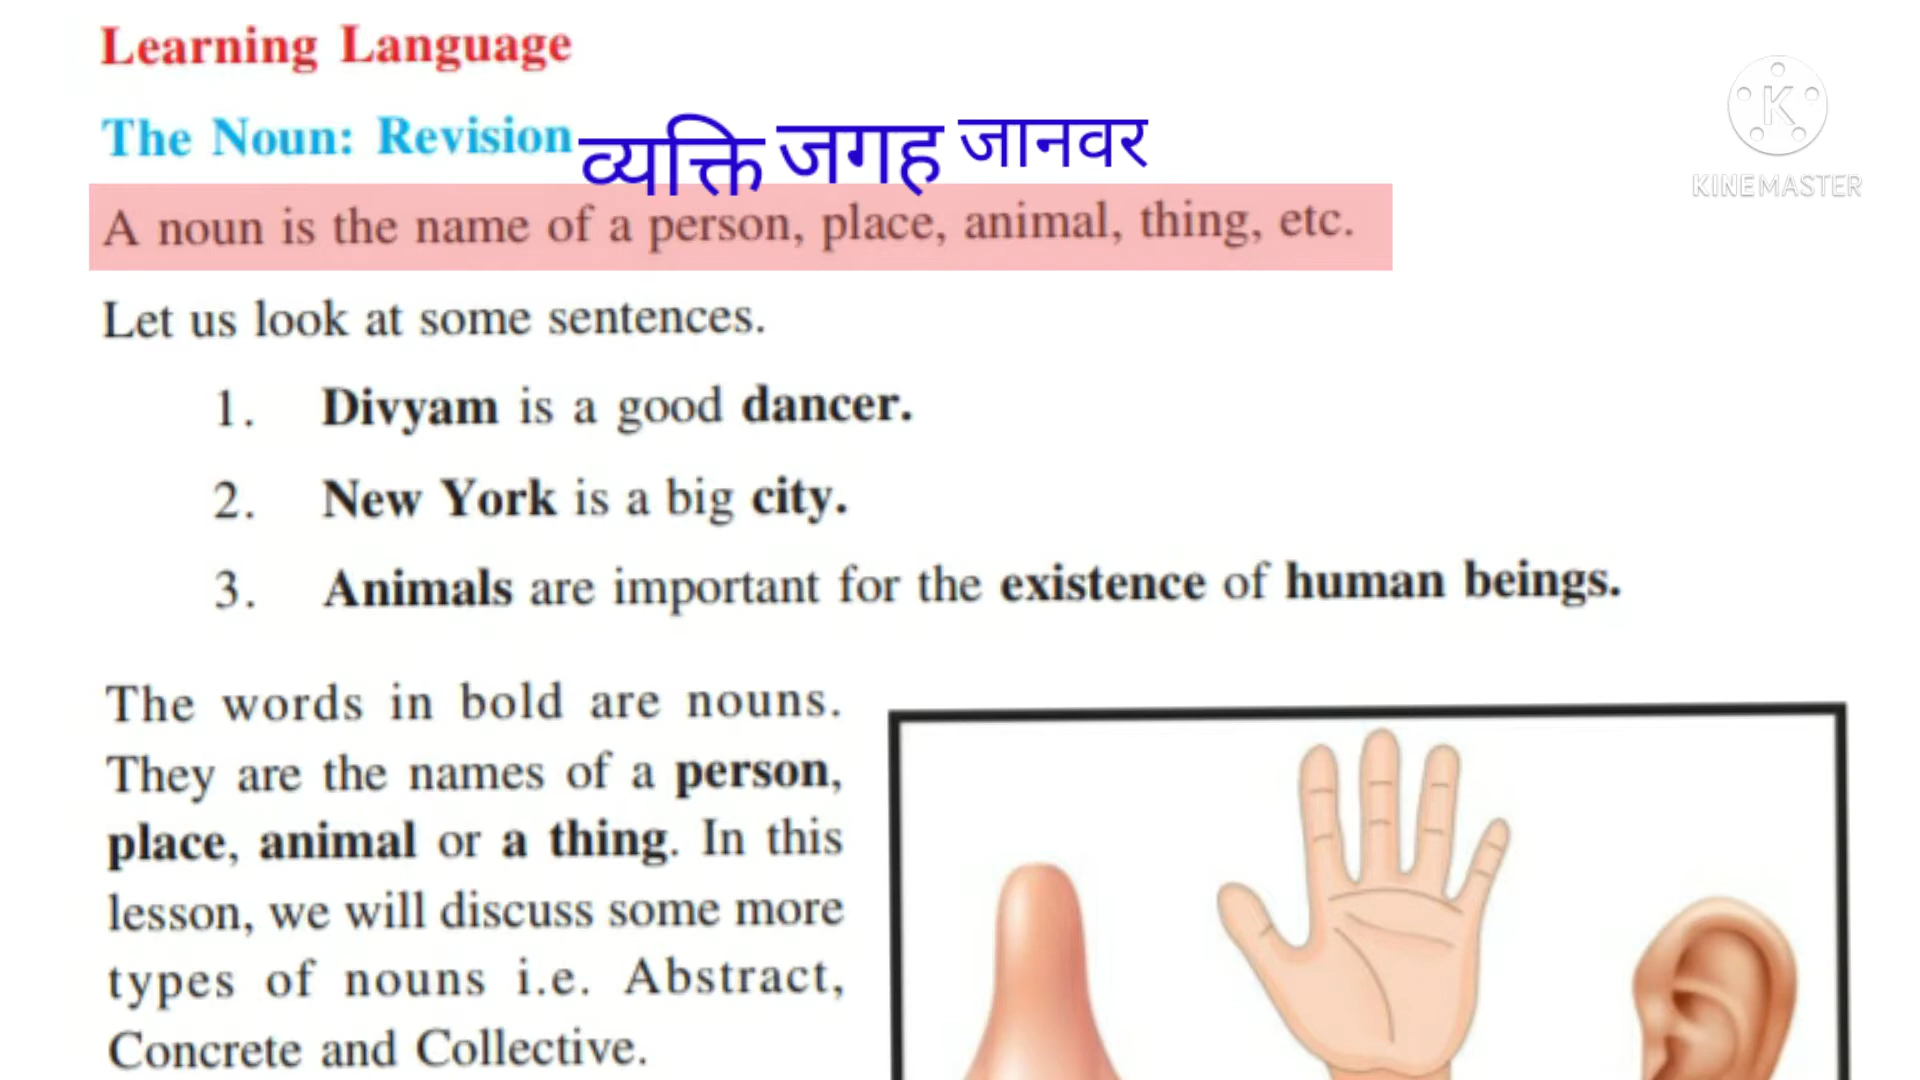 Learning Language
The Noun: Revision व्यक्ति जगह जानवर
A noun is the name of a person, place, animal, thing, etc.
Let us look at some sentences.
1. Divyam is a good dancer.
2. New York is a big city.
3. Animals are important for the existence of human beings.
The words in bold are nouns.
They are the names of a person,
place, animal or a thing. In this
lesson, we will discuss some more
types of nouns i.e. Abstract,
Concrete and Collective.
K
KINEMASTER